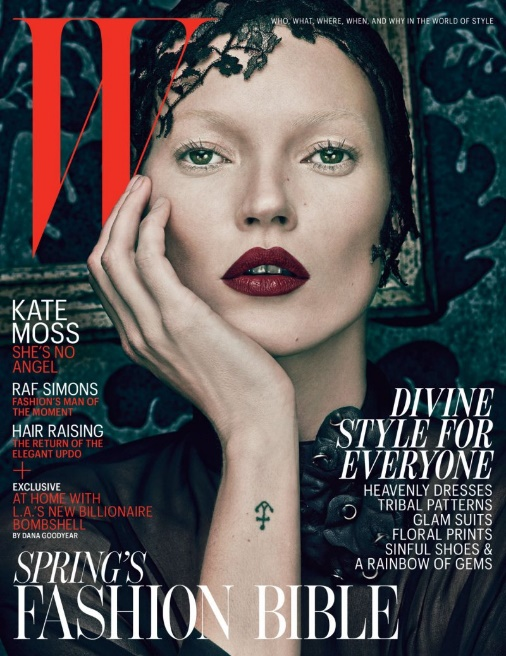 WHO, WHAT, WHERE, WHEN, AND WHY IN THE WORLD OF STYLE
W
KATE
MOSS
SHE'S NO
ANGEL
RAF SIMONS
FASHION'S MAN OF
THE MOMENT
HAIR RAISING
THE RETURN OF THE
ELEGANT UPDO
+
EXCLUSIVE
AT HOME WITH
L.A.'S NEW BILLIONAIRE
BOMBSHELL
BY DANA GOODYEAR
DIVINE
STYLE FOR
EVERYONE
HEAVENLY DRESSES
TRIBAL PATTERNS
GLAM SUITS
FLORAL PRINTS
SINFUL SHOES &
A RAINBOW OF GEMS
SPRING'S
FASHION BIBLE